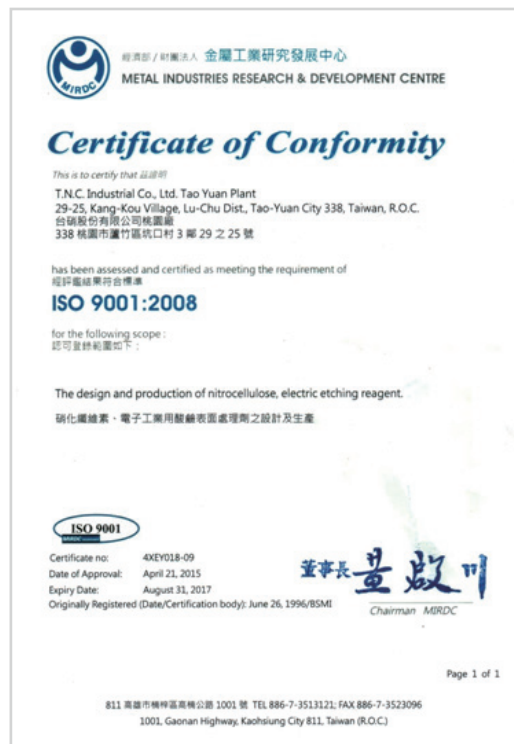 MIRDC
經濟部 / 財團法人 金屬工業研究發展中心
METAL INDUSTRIES RESEARCH & DEVELOPMENT CENTRE
Certificate of Conformity
This is to certify that 茲證明
T.N.C. Industrial Co., Ltd. Tao Yuan Plant
29-25, Kang-Kou Village, Lu-Chu Dist., Tao-Yuan City 338, Taiwan, R.O.C.
台硝股份有限公司桃園廠
338 桃園市蘆竹區坑口村 3 鄰 29 之 25 號
has been assessed and certified as meeting the requirement of
經評鑑結果符合標準
ISO 9001:2008
for the following scope :
認可登錄範圍如下：
The design and production of nitrocellulose, electric etching reagent.
硝化纖維素、電子工業用酸鹼表面處理劑之設計及生產
ISO 9001
Certificate no: 4XEY018-09
Date of Approval: April 21, 2015
Expiry Date: August 31, 2017
Originally Registered (Date/Certification body): June 26, 1996/BSMI
董事長
Chairman MIRDC
Page 1 of 1
811 高雄市楠梓區高楠公路 1001 號 TEL 886-7-3513121; FAX 886-7-3523096
1001, Gaonan Highway, Kaohsiung City 811, Taiwan (R.O.C.)